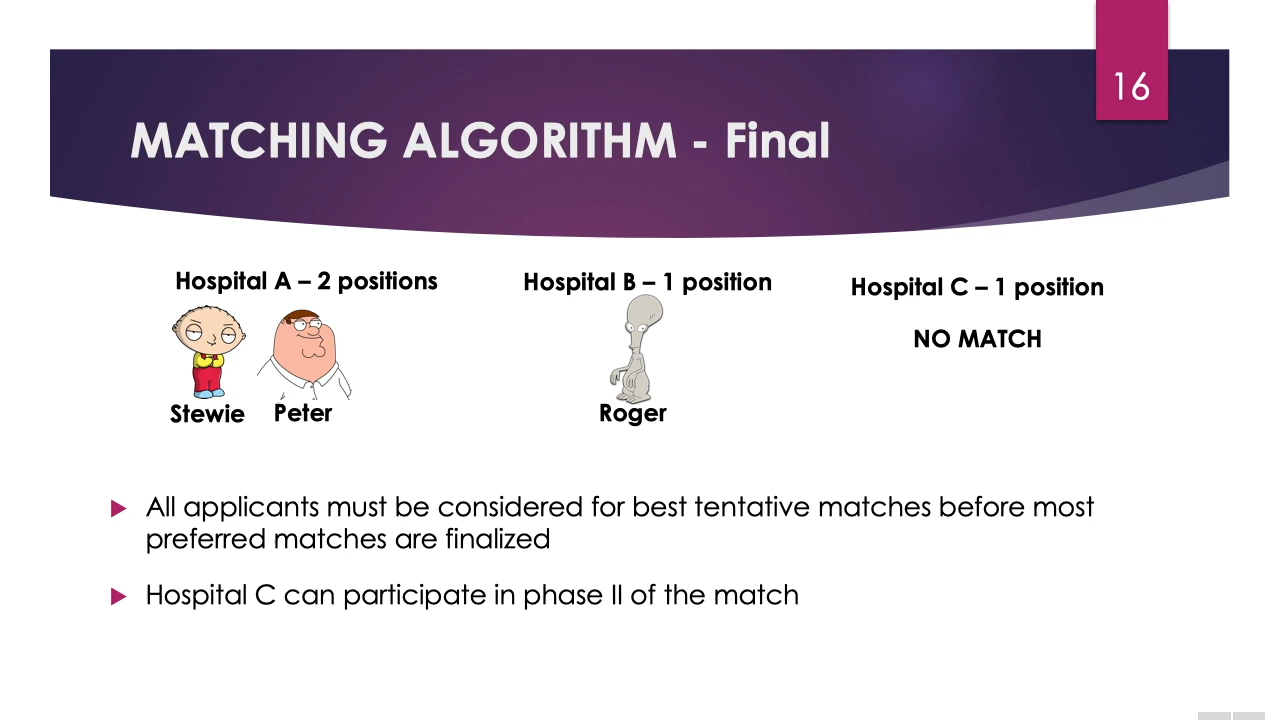 16
MATCHING ALGORITHM - Final
Hospital A – 2 positions
Hospital B – 1 position
Hospital C – 1 position
NO MATCH
Stewie
Peter
Roger
All applicants must be considered for best tentative matches before most
preferred matches are finalized
Hospital C can participate in phase II of the match